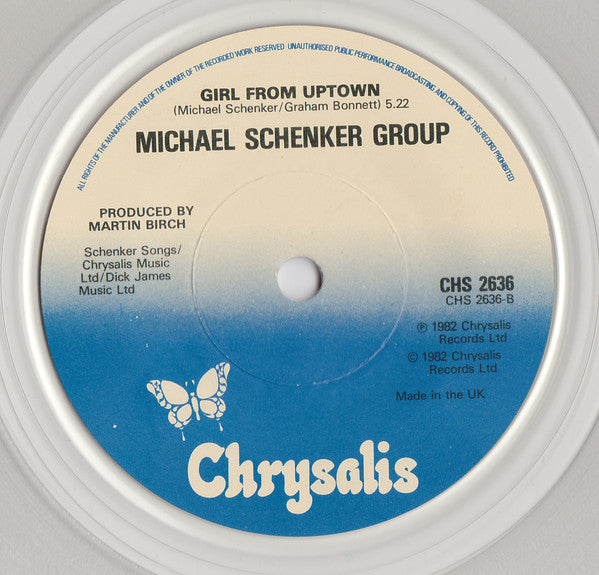 ALL RIGHTS OF THE MANUFACTURER AND OF THE OWNER OF THE RECORDED WORK RESERVED UNAUTHORISED PUBLIC PERFORMANCE BROADCASTING AND COPYING OF THIS RECORD PROHIBITED
GIRL FROM UPTOWN
(Michael Schenker/Graham Bonnett) 5.22
MICHAEL SCHENKER GROUP
PRODUCED BY
MARTIN BIRCH
Schenker Songs/
Chrysalis Music
Ltd/Dick James
Music Ltd
CHS 2636
CHS 2636-B
℗ 1982 Chrysalis
Records Ltd
© 1982 Chrysalis
Records Ltd
Made in the UK
Chrysalis